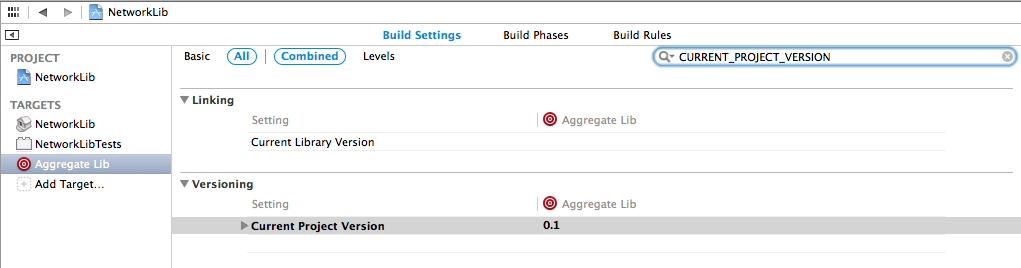 NetworkLib
Build Settings Build Phases Build Rules
PROJECT
NetworkLib
TARGETS
NetworkLib
NetworkLibTests
Aggregate Lib
Add Target...
Basic All Combined Levels CURRENT_PROJECT_VERSION
Linking
Setting Aggregate Lib
Current Library Version
Versioning
Setting Aggregate Lib
Current Project Version 0.1